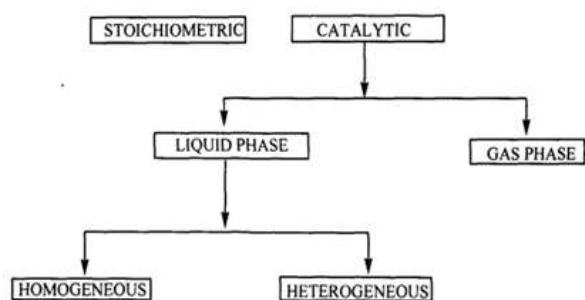 STOICHIOMETRIC
CATALYTIC
LIQUID PHASE
GAS PHASE
HOMOGENEOUS
HETEROGENEOUS